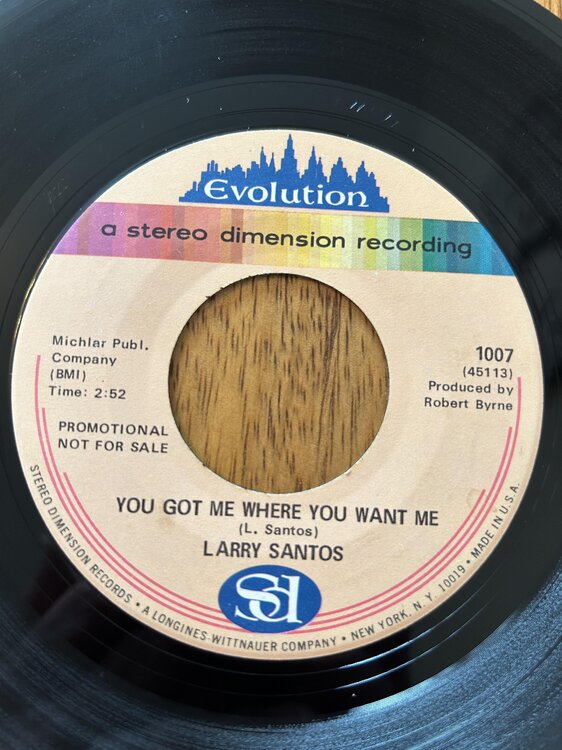 Evolution
a stereo dimension recording
Michlar Publ.
Company
(BMI)
Time: 2:52
PROMOTIONAL
NOT FOR SALE
1007
(45113)
Produced by
Robert Byrne
YOU GOT ME WHERE YOU WANT ME
(L. Santos)
LARRY SANTOS
Sd
STEREO DIMENSION RECORDS • A LONGINES-WITTNAUER COMPANY • NEW YORK, N. Y. 10019 • MADE IN U.S.A.